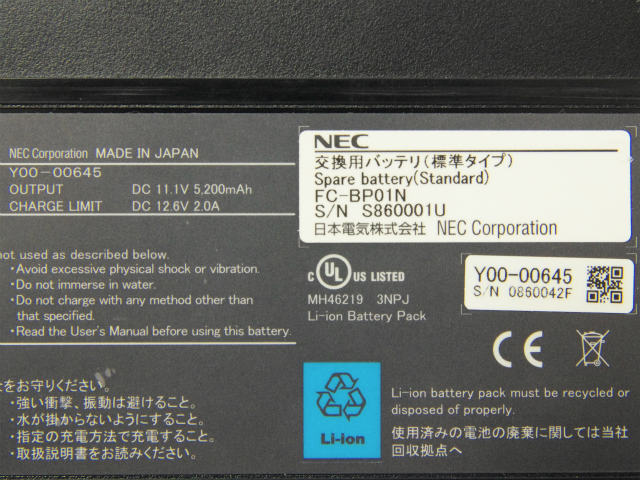 NEC Corporation MADE IN JAPAN
Y00-00645
OUTPUT DC 11.1V 5,200mAh
CHARGE LIMIT DC 12.6V 2.0A
not used as described below.
・Avoid excessive physical shock or vibration.
・Do not immerse in water.
・Do not charge with any method other than
that specified.
・Read the User's Manual before using this battery.
をお守りください。
・強い衝撃、振動は避けること。
・水が掛からないようにすること。
・指定の充電方法で充電すること。
・取扱説明書をお読みください。
NEC
交換用バッテリ(標準タイプ)
Spare battery(Standard)
FC-BP01N
S/N S860001U
日本電気株式会社 NEC Corporation
C UL US LISTED
MH46219 3NPJ
Li-ion Battery Pack
Y00-00645
S/N 0860042F
CE
Li-ion
Li-ion battery pack must be recycled or
disposed of properly.
使用済みの電池の廃棄に関しては当社
回収拠点へ